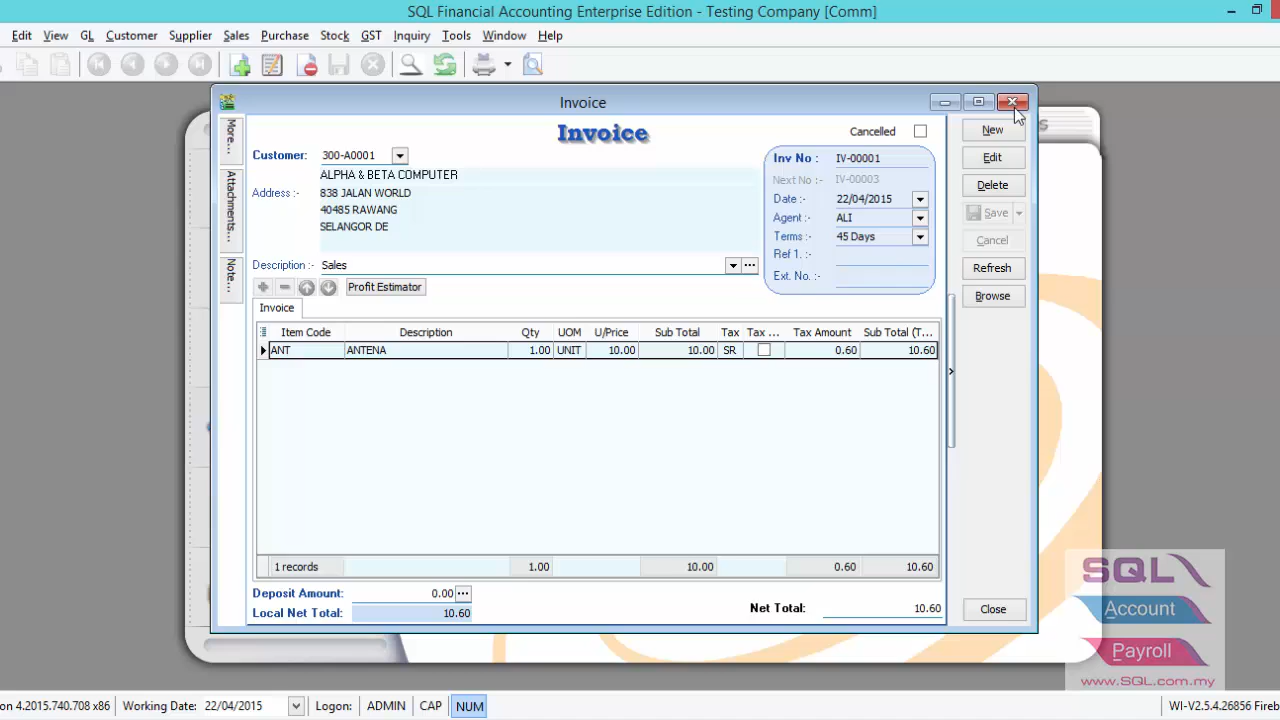 SQL Financial Accounting Enterprise Edition - Testing Company [Comm]
Edit View GL Customer Supplier Sales Purchase Stock GST Inquiry Tools Window Help
Invoice
More...
Attachments...
Note...
Invoice
Cancelled
Customer: 300-A0001
ALPHA & BETA COMPUTER
Address :- 838 JALAN WORLD
40485 RAWANG
SELANGOR DE
Inv No : IV-00001
Next No :- IV-00003
Date :- 22/04/2015
Agent :- ALI
Terms :- 45 Days
Ref 1. :-
Ext. No. :-
Description :- Sales
Profit Estimator
Invoice
Item Code Description Qty UOM U/Price Sub Total Tax Tax ... Tax Amount Sub Total (T...
ANT ANTENA 1.00 UNIT 10.00 10.00 SR 0.60 10.60
1 records 1.00 10.00 0.60 10.60
Deposit Amount: 0.00
Local Net Total: 10.60
Net Total: 10.60
New
Edit
Delete
Save
Cancel
Refresh
Browse
Close
s
SQL
Account
Payroll
www.SQL.com.my
on 4.2015.740.708 x86 Working Date: 22/04/2015 Logon: ADMIN CAP NUM WI-V2.5.4.26856 Fireb